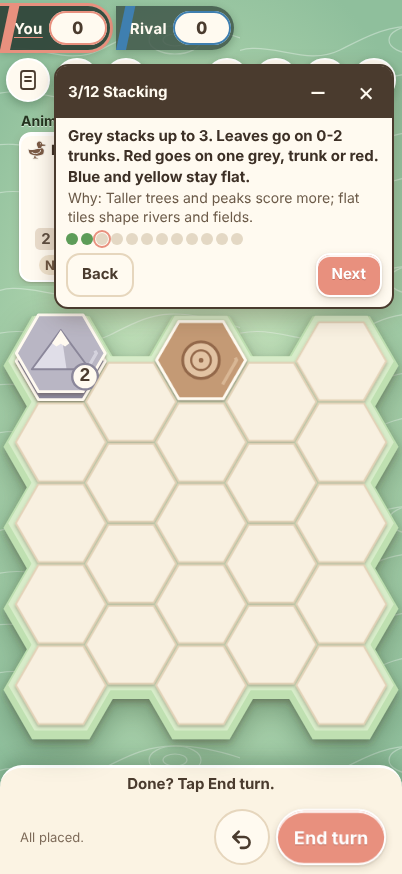 You 0 Rival 0
3/12 Stacking
Grey stacks up to 3. Leaves go on 0-2
trunks. Red goes on one grey, trunk or red.
Blue and yellow stay flat.
Why: Taller trees and peaks score more; flat
tiles shape rivers and fields.
Back Next
2
2
Done? Tap End turn.
All placed. End turn